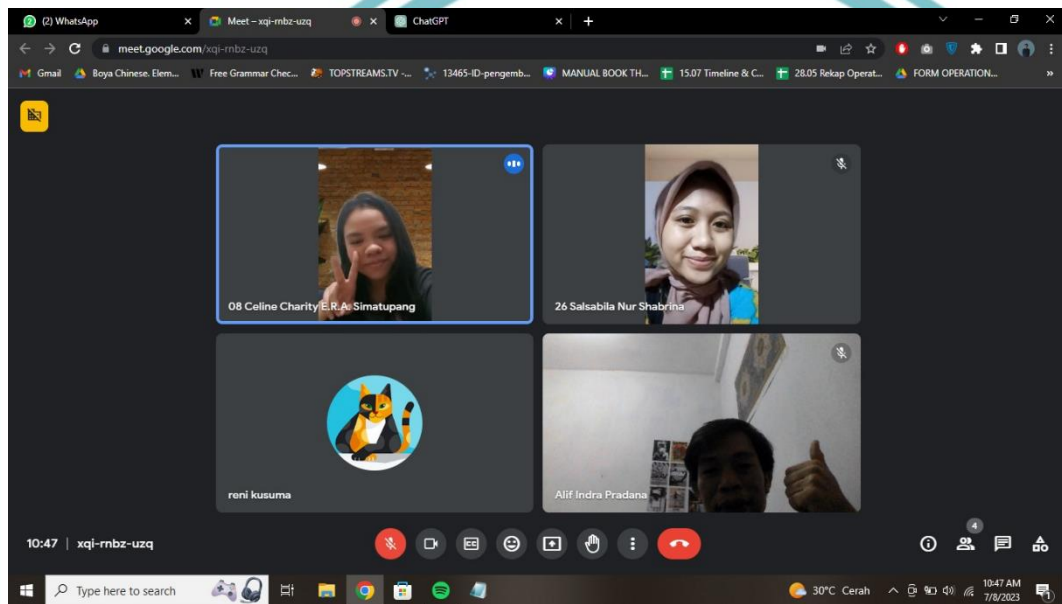 (2) WhatsApp
Meet – xqi-rnbz-uzq
ChatGPT
meet.google.com/xqi-rnbz-uzq
Gmail
Boya Chinese. Elem...
Free Grammar Chec...
TOPSTREAMS.TV -...
13465-ID-pengemb...
MANUAL BOOK TH...
15.07 Timeline & C...
28.05 Rekap Operat...
FORM OPERATION...
08 Celine Charity E.R.A. Simatupang
26 Salsabila Nur Shabrina
reni kusuma
Alif Indra Pradana
10:47 | xqi-rnbz-uzq
CC
4
Type here to search
30°C Cerah
10:47 AM
7/8/2023
1